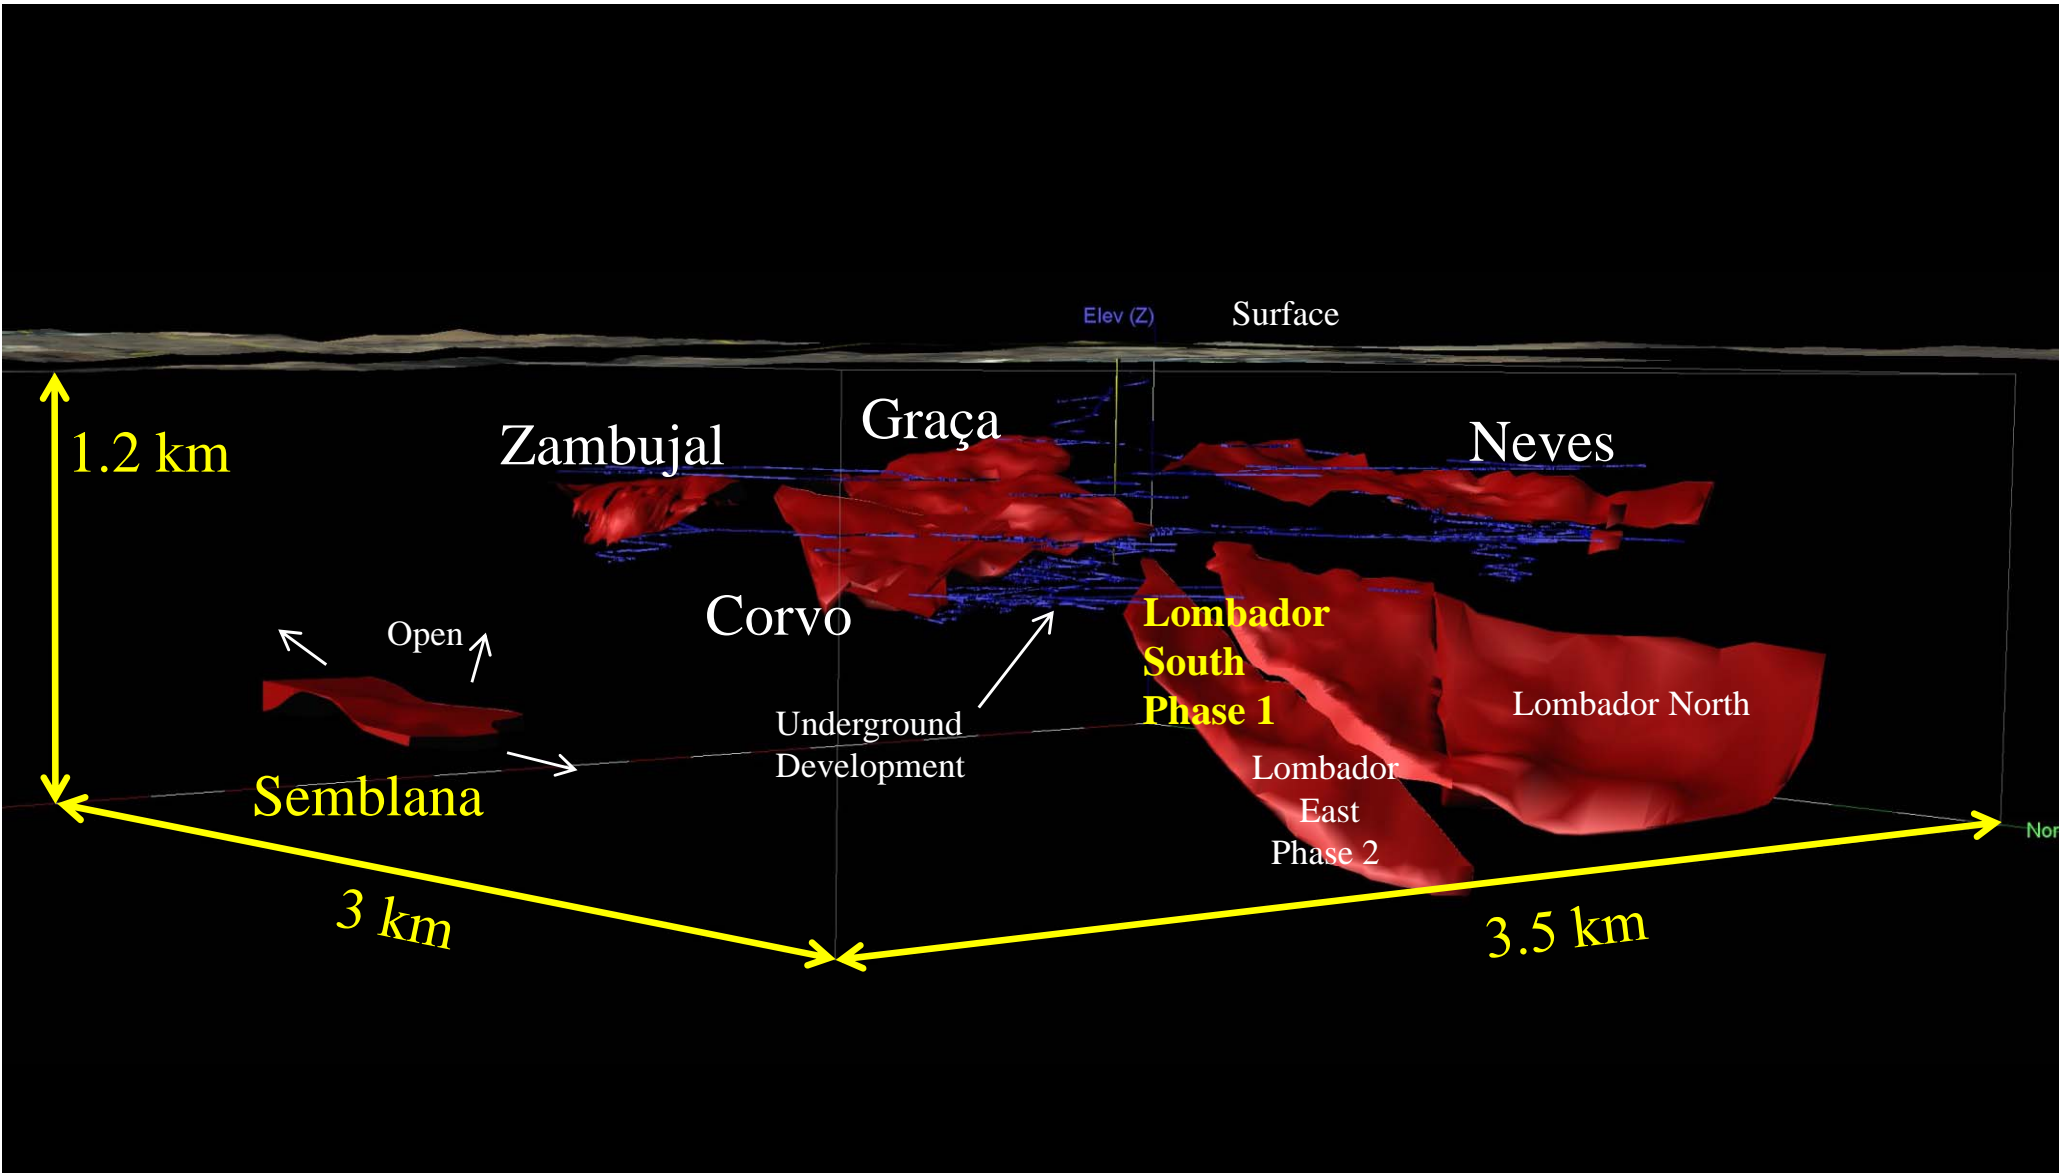 Elev (Z)
Surface
1.2 km
Zambujal
Graça
Neves
Corvo
Open
Lombador
South
Phase 1
Underground
Development
Lombador North
Semblana
Lombador
East
Phase 2
Nor
3 km
3.5 km